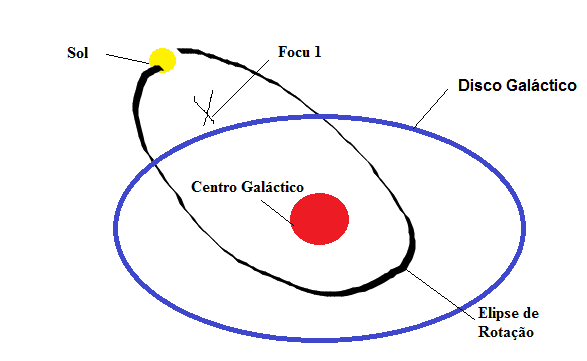 Sol
Focu 1
Disco Galáctico
Centro Galáctico
Elipse de
Rotação